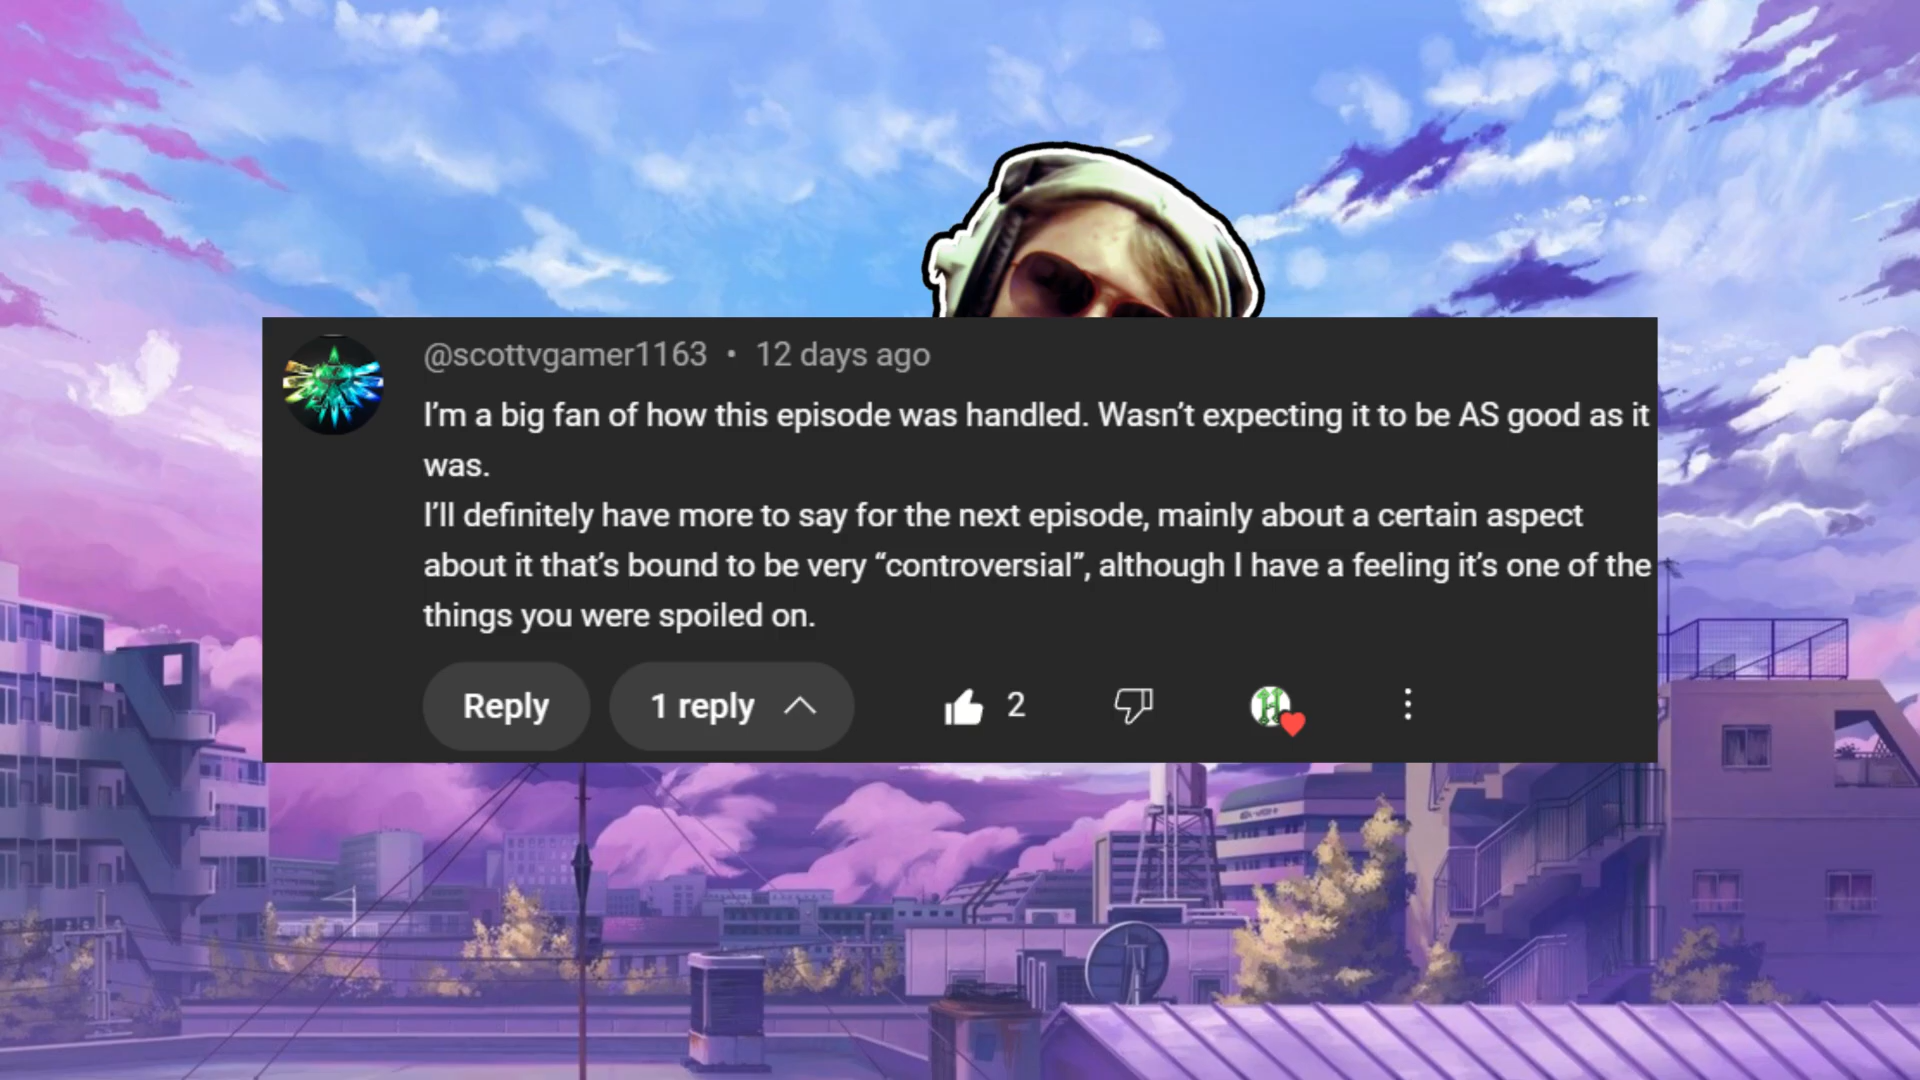 @scottvgamer1163 • 12 days ago
I’m a big fan of how this episode was handled. Wasn’t expecting it to be AS good as it
was.
I’ll definitely have more to say for the next episode, mainly about a certain aspect
about it that’s bound to be very “controversial”, although I have a feeling it’s one of the
things you were spoiled on.
Reply 1 reply 2 H